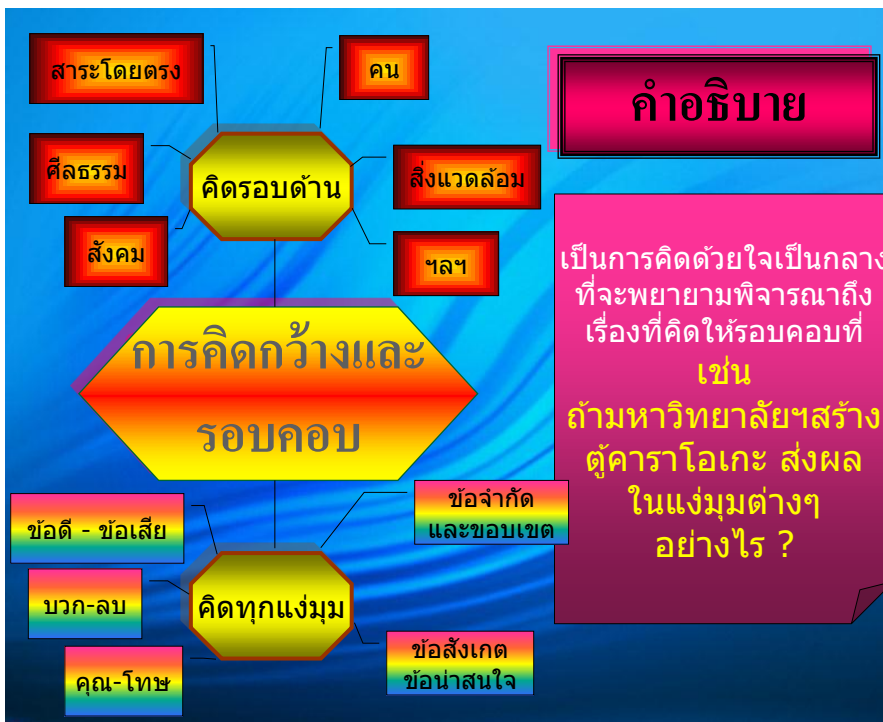 สาระโดยตรง
คน
คำอธิบาย
ศีลธรรม
คิดรอบด้าน
สิ่งแวดล้อม
สังคม
ฯลฯ
การคิดกว้างและ
รอบคอบ
เป็นการคิดด้วยใจเป็นกลาง
ที่จะพยายามพิจารณาถึง
เรื่องที่คิดให้รอบคอบที่
เช่น
ถ้ามหาวิทยาลัยฯสร้าง
ตู้คาราโอเกะ ส่งผล
ในแง่มุมต่างๆ
อย่างไร ?
ข้อดี - ข้อเสีย
ข้อจำกัด
และขอบเขต
บวก-ลบ
คิดทุกแง่มุม
คุณ-โทษ
ข้อสังเกต
ข้อน่าสนใจ